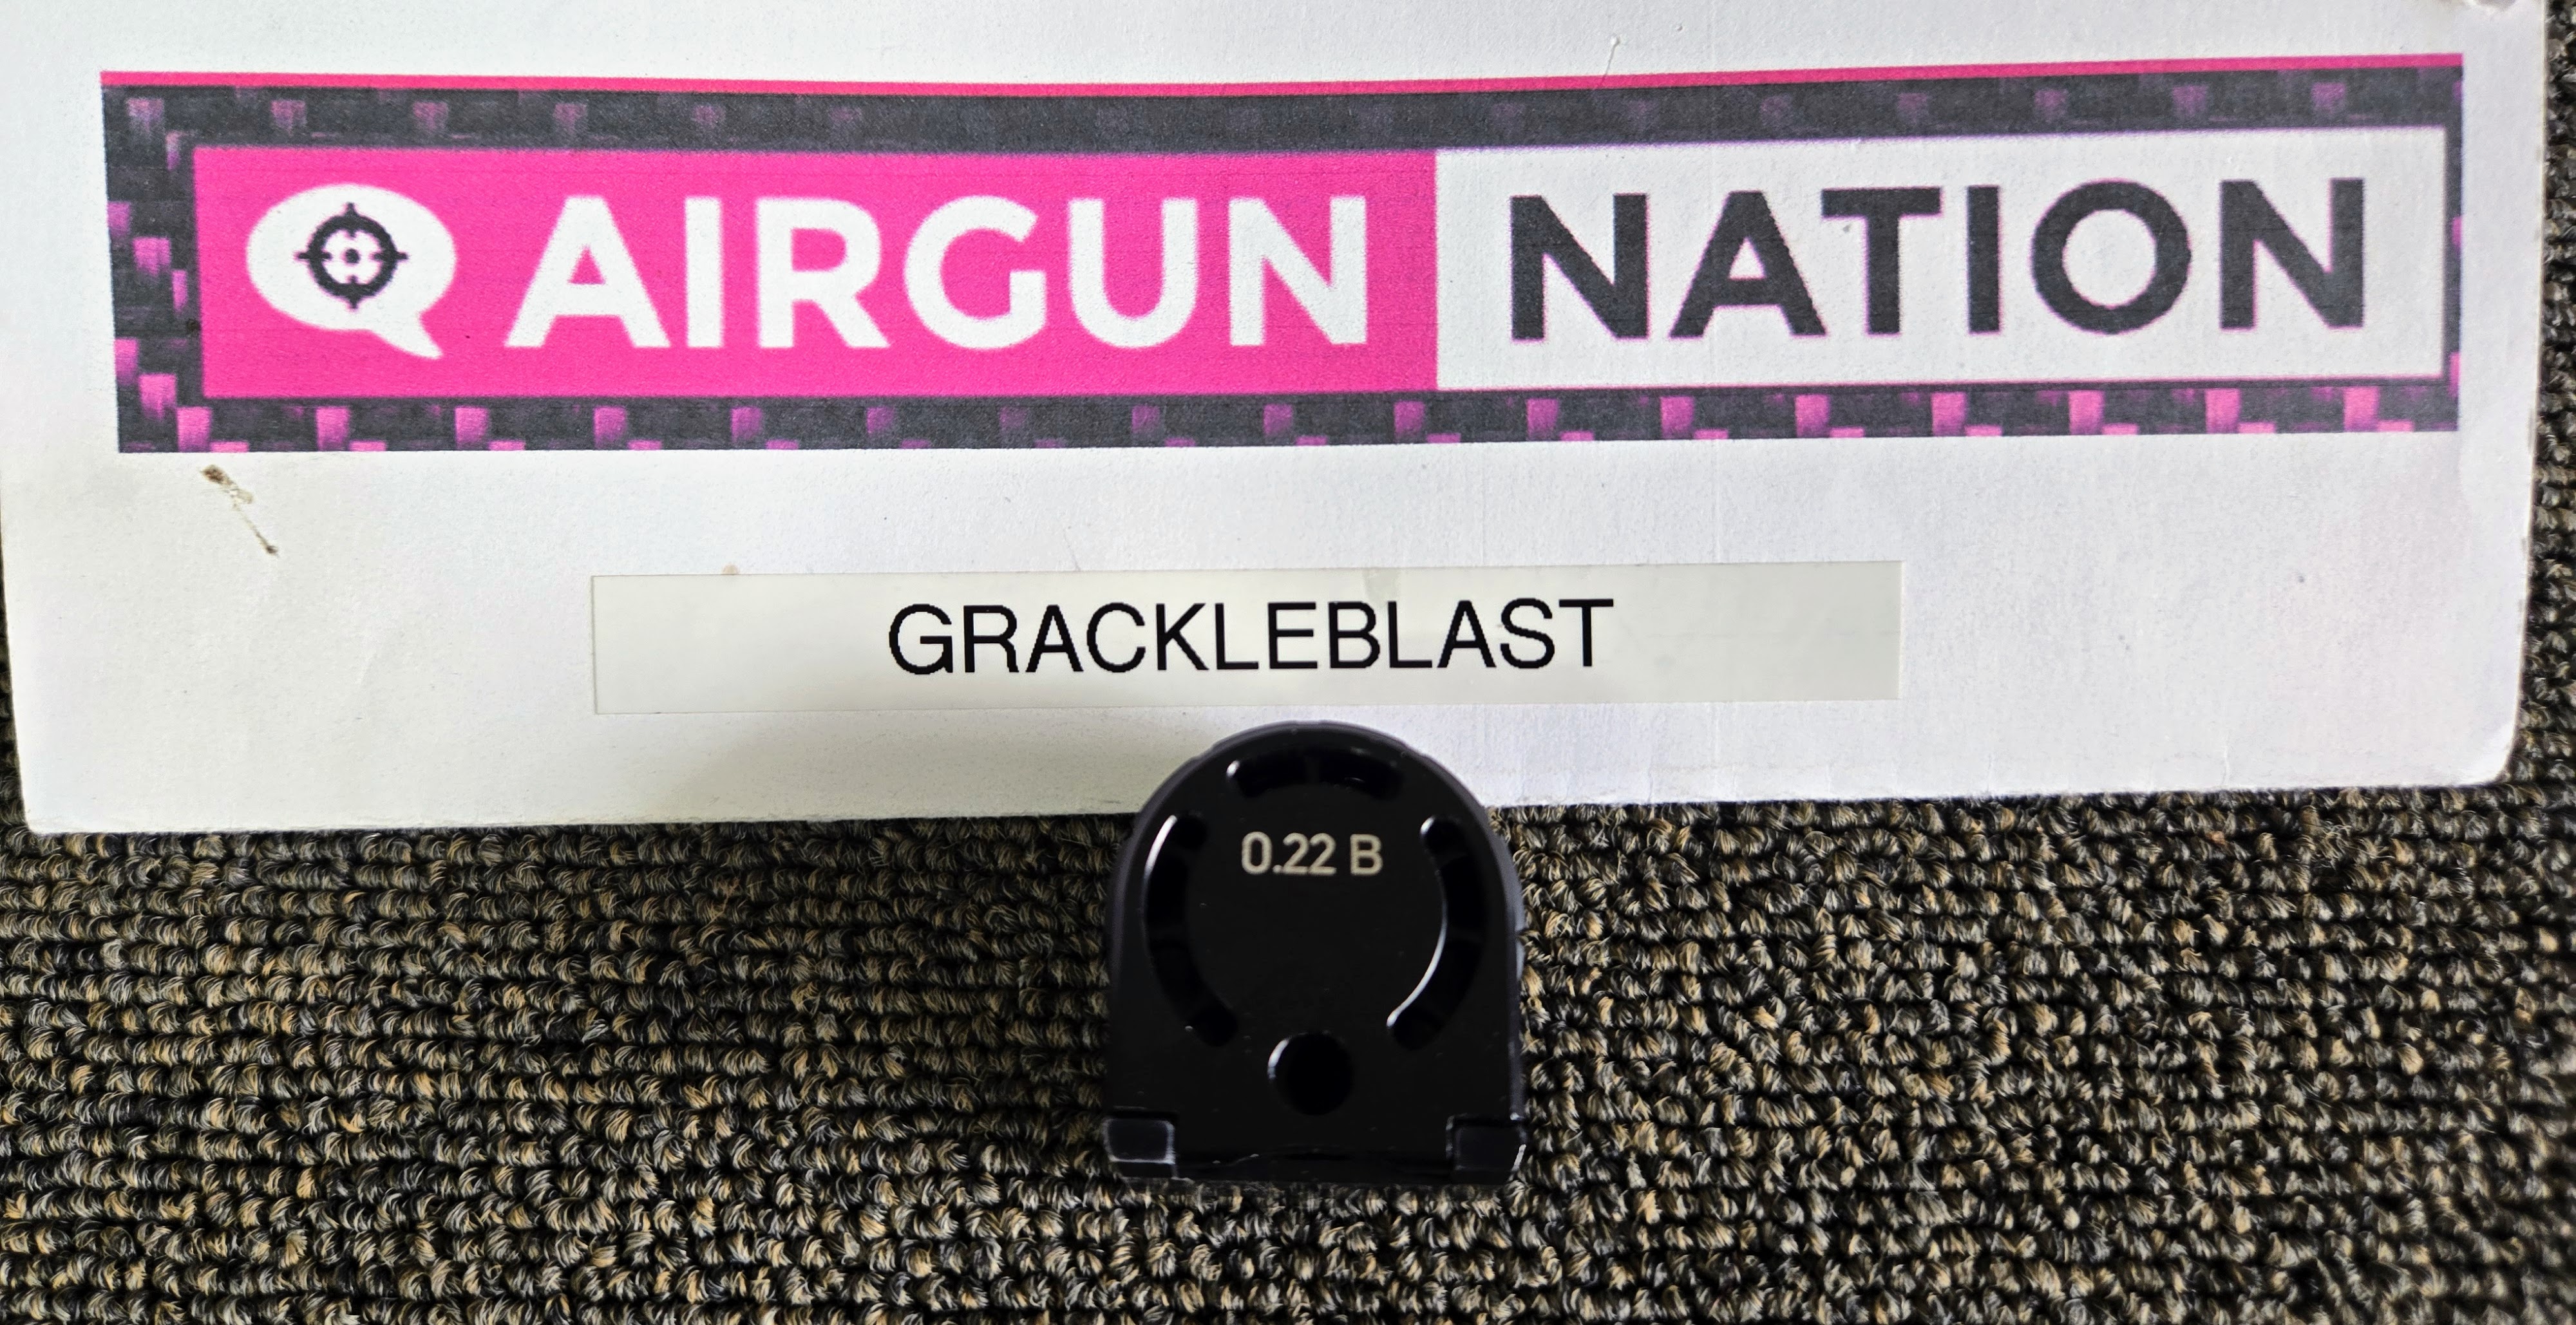 AIRGUN NATION
GRACKLEBLAST
0.22 B